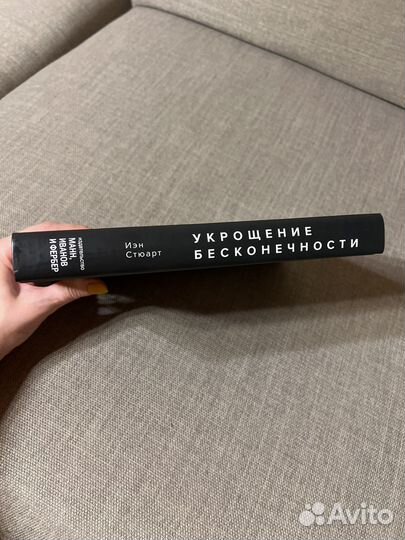 ИЗДАТЕЛЬСТВО
МАНН,
ИВАНОВ
И ФЕРБЕР
Иэн
Стюарт
УКРОЩЕНИЕ
БЕСКОНЕЧНОСТИ
Avito